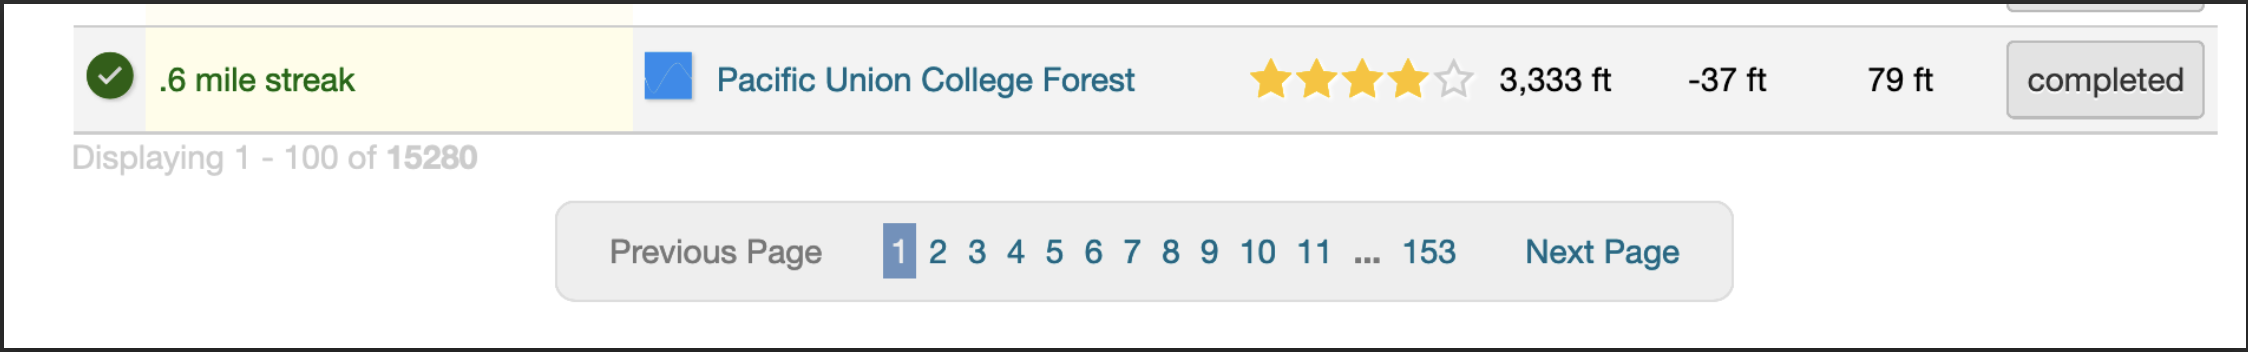 .6 mile streak Pacific Union College Forest 3,333 ft -37 ft 79 ft completed
Displaying 1 - 100 of 15280
Previous Page 1 2 3 4 5 6 7 8 9 10 11 ... 153 Next Page